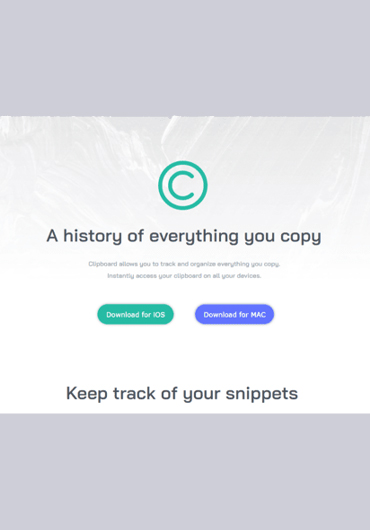 A history of everything you copy
Clipboard allows you to track and organize everything you copy.
Instantly access your clipboard on all your devices.
Download for iOS
Download for MAC
Keep track of your snippets